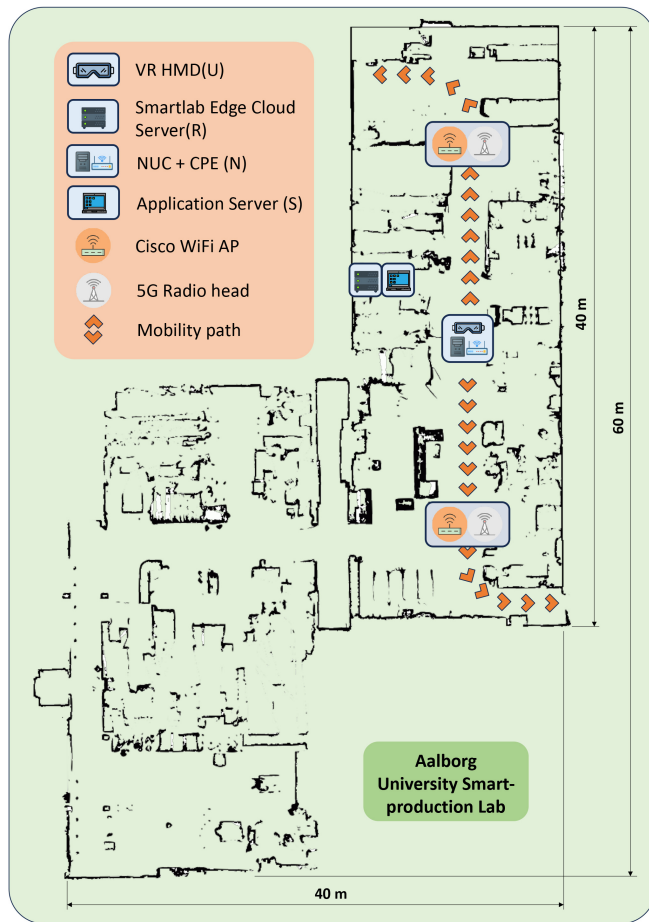 VR HMD(U)
Smartlab Edge Cloud
Server(R)
NUC + CPE (N)
Application Server (S)
Cisco WiFi AP
5G Radio head
Mobility path
40 m
60 m
Aalborg
University Smart-
production Lab
40 m